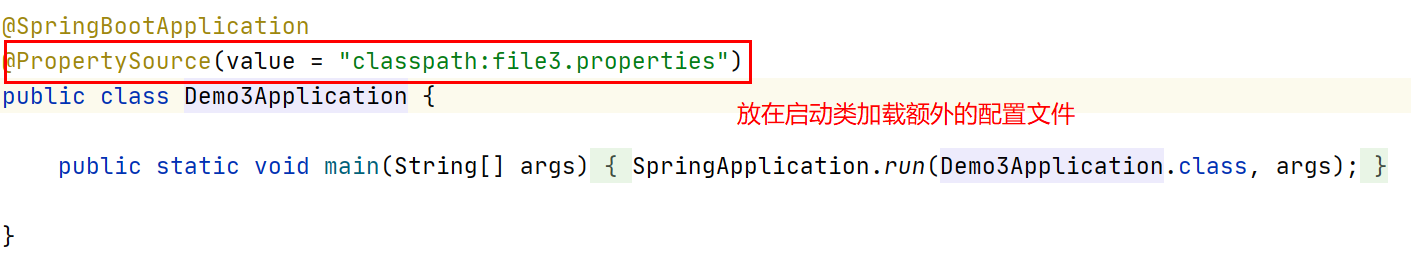 @SpringBootApplication
@PropertySource(value = "classpath:file3.properties")
public class Demo3Application {
放在启动类加载额外的配置文件
public static void main(String[] args) { SpringApplication.run(Demo3Application.class, args); }
}